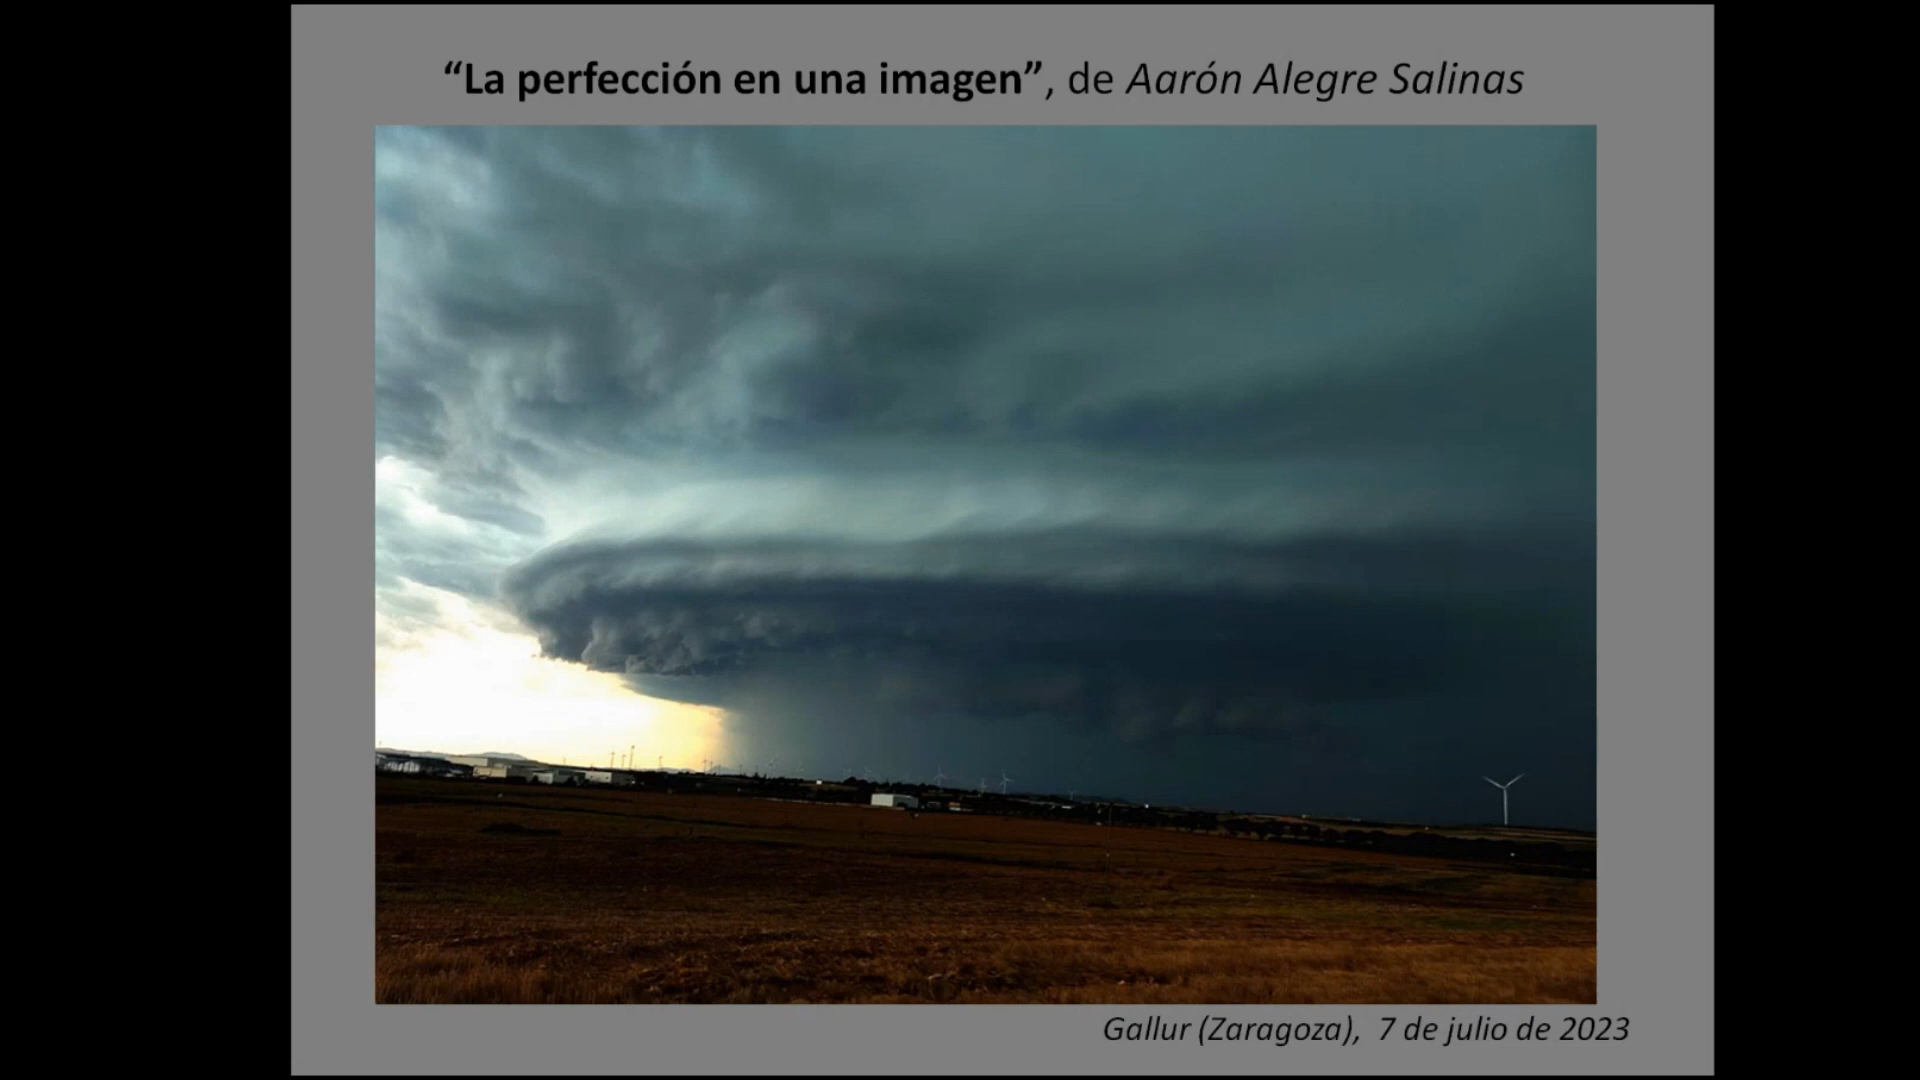 “La perfección en una imagen”, de Aarón Alegre Salinas
Gallur (Zaragoza), 7 de julio de 2023